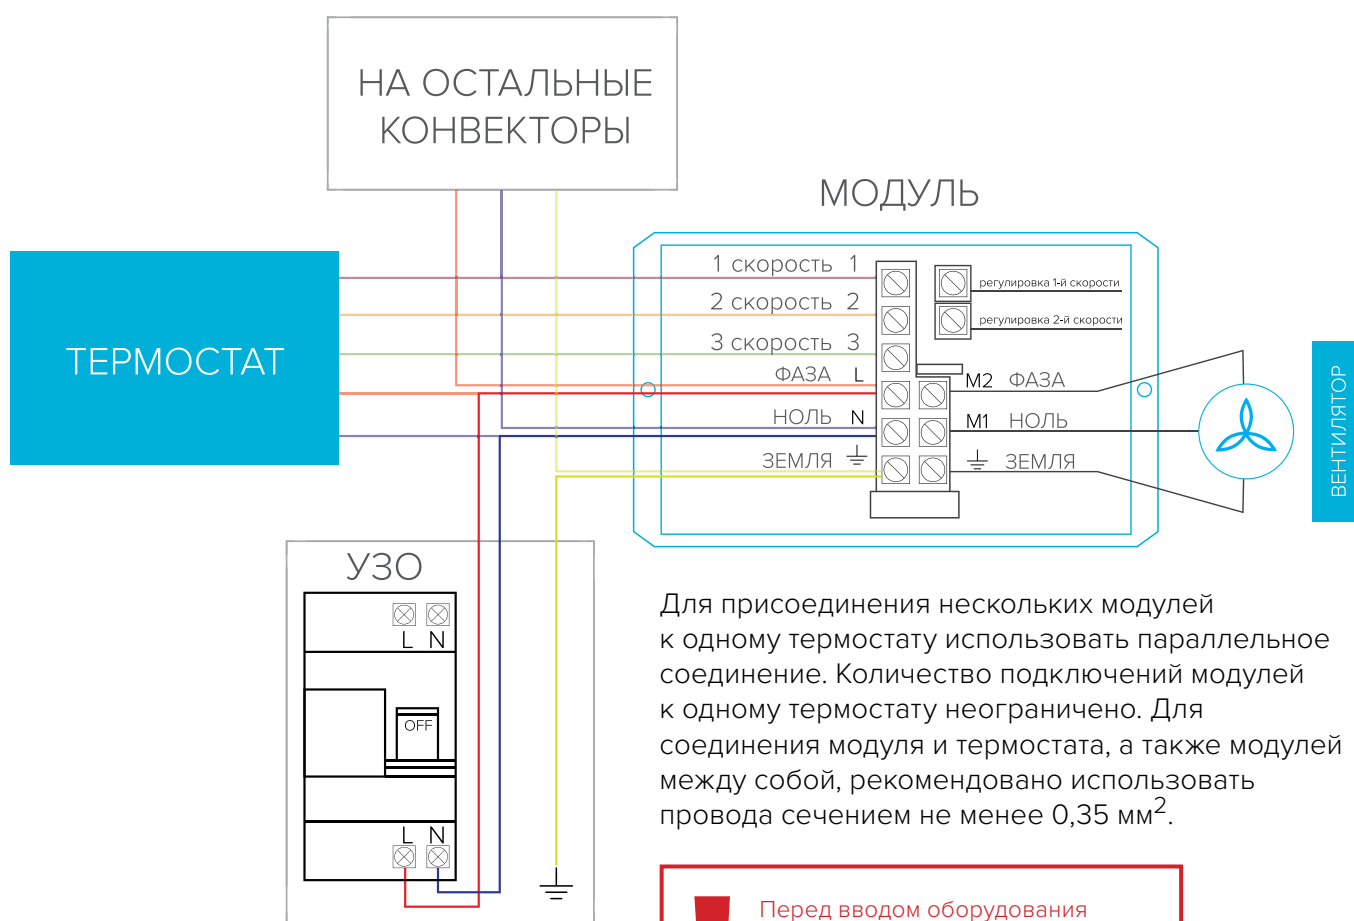 НА ОСТАЛЬНЫЕ
КОНВЕКТОРЫ
МОДУЛЬ
ТЕРМОСТАТ
1 скорость 1
2 скорость 2
3 скорость 3
ФАЗА L
НОЛЬ N
ЗЕМЛЯ
регулировка 1-й скорости
регулировка 2-й скорости
M2 ФАЗА
M1 НОЛЬ
ЗЕМЛЯ
ВЕНТИЛЯТОР
УЗО
L N
OFF
L N
Для присоединения нескольких модулей
к одному термостату использовать параллельное
соединение. Количество подключений модулей
к одному термостату неограничено. Для
соединения модуля и термостата, а также модулей
между собой, рекомендовано использовать
провода сечением не менее 0,35 мм².
Перед вводом оборудования